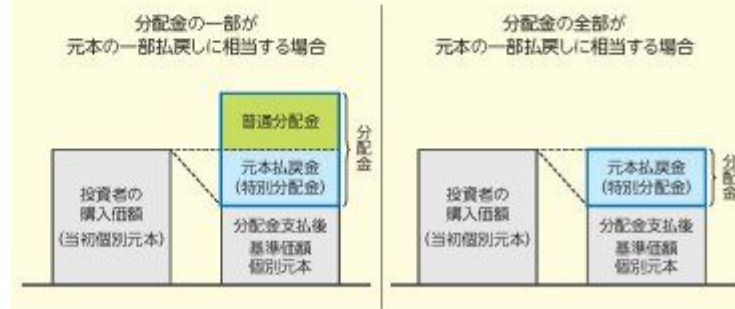 分配金の一部が
元本の一部払戻しに相当する場合
普通分配金
元本払戻金
(特別分配金)
分配金
投資者の
購入価額
(当初個別元本)
分配金支払後
基準価額
個別元本
分配金の全部が
元本の一部払戻しに相当する場合
元本払戻金
(特別分配金)
分配金
投資者の
購入価額
(当初個別元本)
分配金支払後
基準価額
個別元本